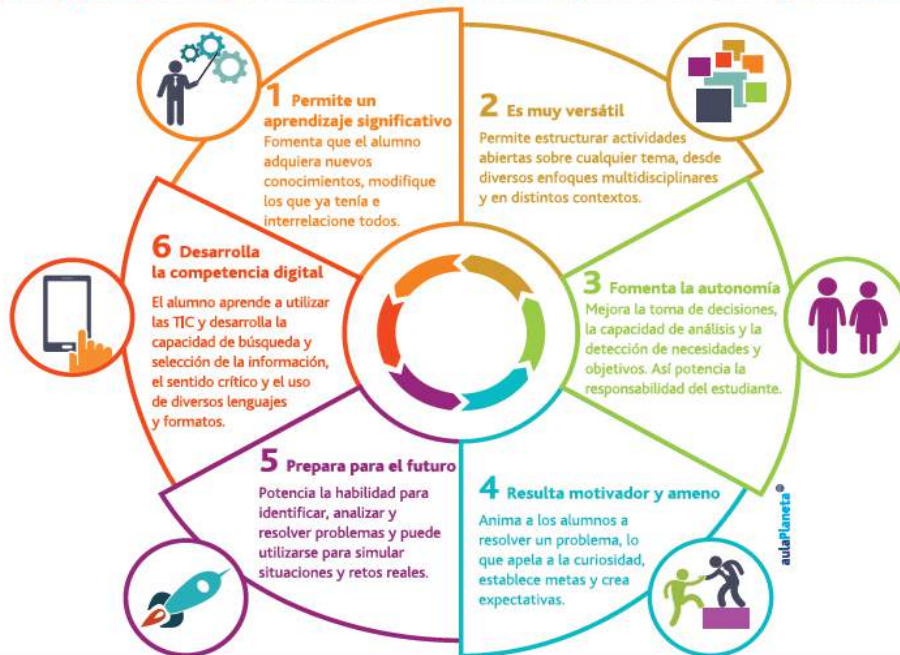 1 Permite un
aprendizaje significativo
Fomenta que el alumno
adquiera nuevos
conocimientos, modifique
los que ya tenía e
interrelacione todos.
2 Es muy versátil
Permite estructurar actividades
abiertas sobre cualquier tema, desde
diversos enfoques multidisciplinares
y en distintos contextos.
3 Fomenta la autonomía
Mejora la toma de decisiones,
la capacidad de análisis y la
detección de necesidades y
objetivos. Así potencia la
responsabilidad del estudiante.
4 Resulta motivador y ameno
Anima a los alumnos a
resolver un problema, lo
que apela a la curiosidad,
establece metas y crea
expectativas.
5 Prepara para el futuro
Potencia la habilidad para
identificar, analizar y
resolver problemas y puede
utilizarse para simular
situaciones y retos reales.
6 Desarrolla
la competencia digital
El alumno aprende a utilizar
las TIC y desarrolla la
capacidad de búsqueda y
selección de la información,
el sentido crítico y el uso
de diversos lenguajes
y formatos.
aulaPlaneta